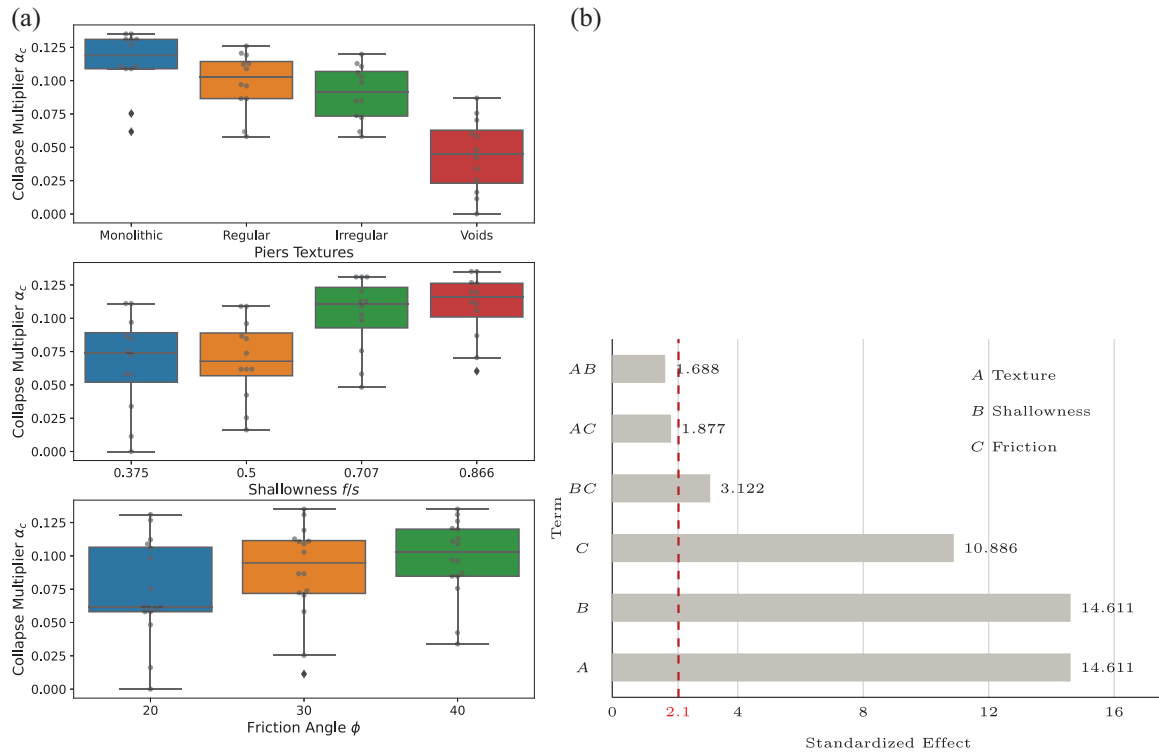 (a)
Collapse Multiplier αc
0.125
0.100
0.075
0.050
0.025
0.000
Monolithic Regular Irregular Voids
Piers Textures
Collapse Multiplier αc
0.125
0.100
0.075
0.050
0.025
0.000
0.375 0.5 0.707 0.866
Shallowness f/s
Collapse Multiplier αc
0.125
0.100
0.075
0.050
0.025
0.000
20 30 40
Friction Angle ϕ
(b)
Term
AB 1.688
AC 1.877
BC 3.122
C 10.886
B 14.611
A 14.611
A Texture
B Shallowness
C Friction
0 2.1 4 8 12 16
Standardized Effect